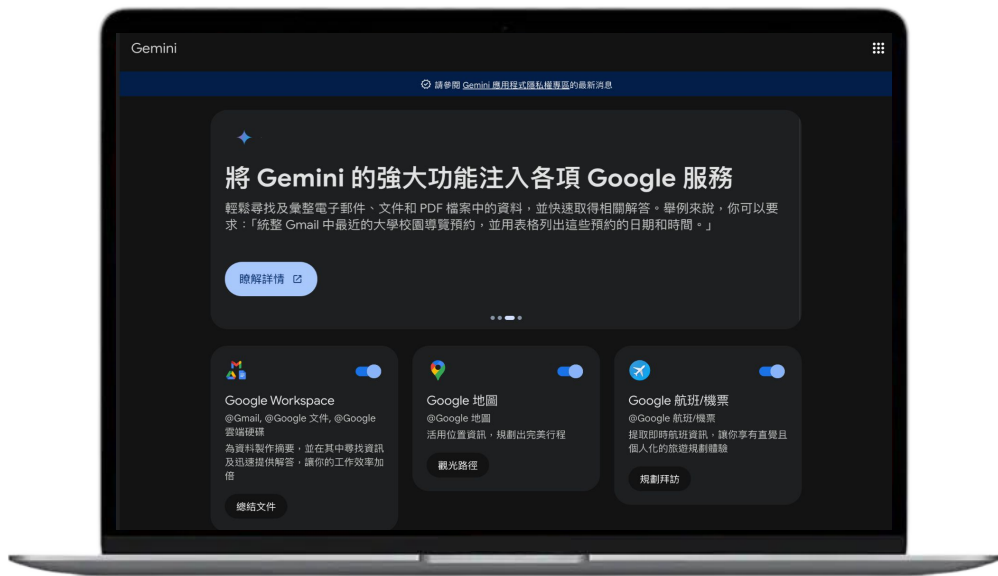 Gemini
請參閱 Gemini 應用程式隱私權專區的最新消息
將 Gemini 的強大功能注入各項 Google 服務
輕鬆尋找及彙整電子郵件、文件和 PDF 檔案中的資料，並快速取得相關解答。舉例來說，你可以要
求：「統整 Gmail 中最近的大學校園導覽預約，並用表格列出這些預約的日期和時間。」
瞭解詳情
Google Workspace
@Gmail, @Google 文件, @Google
雲端硬碟
為資料製作摘要，並在其中尋找資訊
及迅速提供解答，讓你的工作效率加
倍
總結文件
Google 地圖
@Google 地圖
活用位置資訊，規劃出完美行程
觀光路徑
Google 航班/機票
@Google 航班/機票
提取即時航班資訊，讓你享有直覺且
個人化的旅遊規劃體驗
規劃拜訪